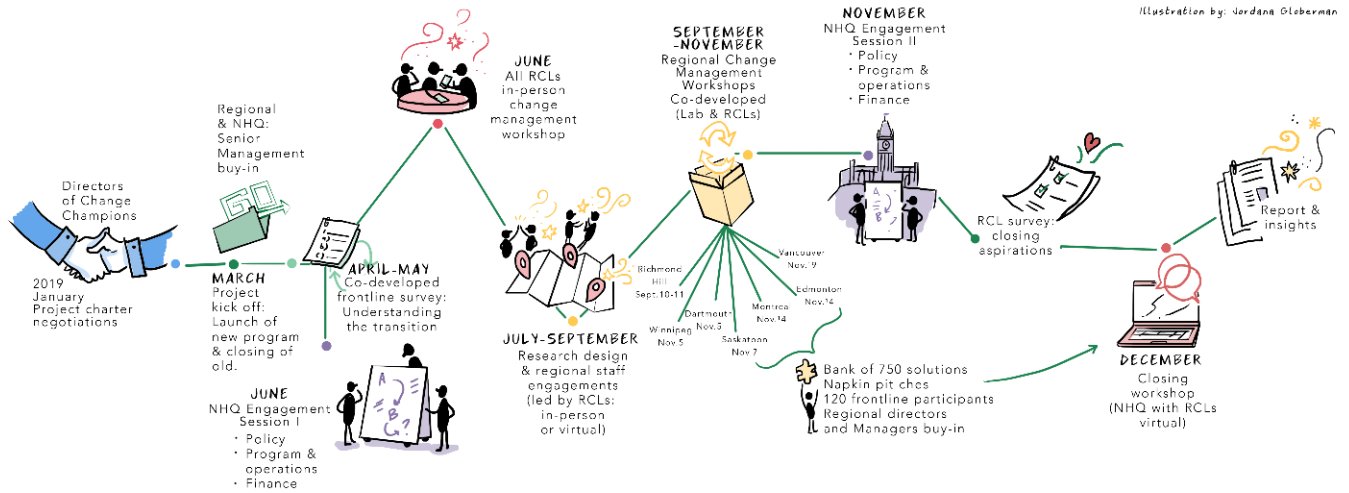 Illustration by: Jordana Globerman
Directors
of Change
Champions
2019
January
Project charter
negotiations
Regional
& NHQ:
Senior
Management
buy-in
GO
MARCH
Project
kick off:
Launch of
new program
& closing of
old.
APRIL-MAY
Co-developed
frontline survey:
Understanding
the transition
JUNE
NHQ Engagement
Session I
· Policy
· Program &
operations
· Finance
A
B
?
JUNE
All RCLs
in-person
change
management
workshop
JULY-SEPTEMBER
Research design
& regional staff
engagements
(led by RCLs:
in-person
or virtual)
SEPTEMBER
-NOVEMBER
Regional Change
Management
Workshops
Co-developed
(Lab & RCLs)
Richmond
Hill
Sept.10-11
Winnipeg
Nov.5
Dartmouth
Nov.5
Saskatoon
Nov.7
Montreal
Nov.14
Edmonton
Nov.14
Vancouver
Nov.19
Bank of 750 solutions
Napkin pit ches
120 frontline participants
Regional directors
and Managers buy-in
NOVEMBER
NHQ Engagement
Session II
· Policy
· Program &
operations
· Finance
A
B
?
RCL survey:
closing
aspirations
DECEMBER
Closing
workshop
(NHQ with RCLs
virtual)
Report &
insights